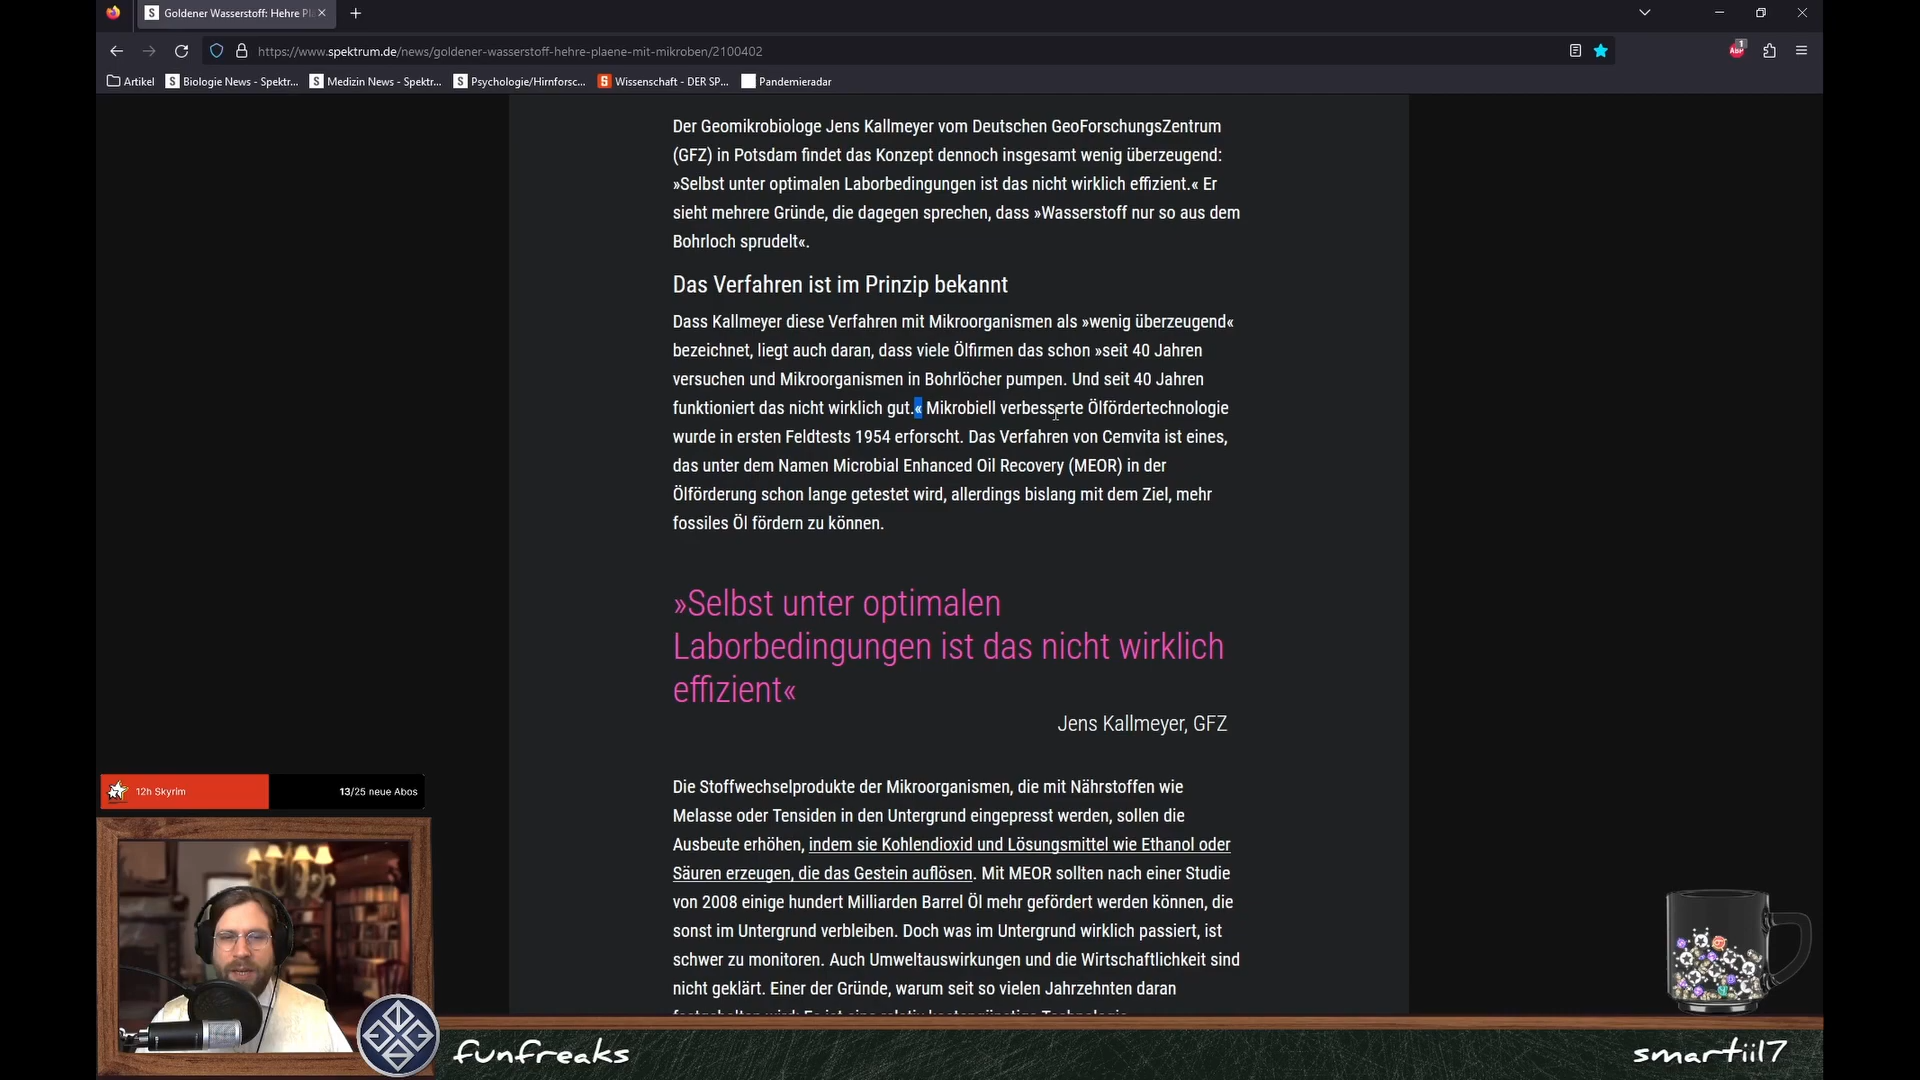 Goldener Wasserstoff: Hehre Pl
https://www.spektrum.de/news/goldener-wasserstoff-hehre-plaene-mit-mikroben/2100402
ABP
1
Artikel
Biologie News - Spektr...
Medizin News - Spektr...
Psychologie/Hirnforsc...
Wissenschaft - DER SP...
Pandemieradar
Der Geomikrobiologe Jens Kallmeyer vom Deutschen GeoForschungsZentrum
(GFZ) in Potsdam findet das Konzept dennoch insgesamt wenig überzeugend:
»Selbst unter optimalen Laborbedingungen ist das nicht wirklich effizient.« Er
sieht mehrere Gründe, die dagegen sprechen, dass »Wasserstoff nur so aus dem
Bohrloch sprudelt«.
Das Verfahren ist im Prinzip bekannt
Dass Kallmeyer diese Verfahren mit Mikroorganismen als »wenig überzeugend«
bezeichnet, liegt auch daran, dass viele Ölfirmen das schon »seit 40 Jahren
versuchen und Mikroorganismen in Bohrlöcher pumpen. Und seit 40 Jahren
funktioniert das nicht wirklich gut.« Mikrobiell verbesserte Ölfördertechnologie
wurde in ersten Feldtests 1954 erforscht. Das Verfahren von Cemvita ist eines,
das unter dem Namen Microbial Enhanced Oil Recovery (MEOR) in der
Ölförderung schon lange getestet wird, allerdings bislang mit dem Ziel, mehr
fossiles Öl fördern zu können.
»Selbst unter optimalen
Laborbedingungen ist das nicht wirklich
effizient«
Jens Kallmeyer, GFZ
Die Stoffwechselprodukte der Mikroorganismen, die mit Nährstoffen wie
Melasse oder Tensiden in den Untergrund eingepresst werden, sollen die
Ausbeute erhöhen, indem sie Kohlendioxid und Lösungsmittel wie Ethanol oder
Säuren erzeugen, die das Gestein auflösen. Mit MEOR sollten nach einer Studie
von 2008 einige hundert Milliarden Barrel Öl mehr gefördert werden können, die
sonst im Untergrund verbleiben. Doch was im Untergrund wirklich passiert, ist
schwer zu monitoren. Auch Umweltauswirkungen und die Wirtschaftlichkeit sind
nicht geklärt. Einer der Gründe, warum seit so vielen Jahrzehnten daran
12h Skyrim
13/25 neue Abos
funfreaks
smartiil7